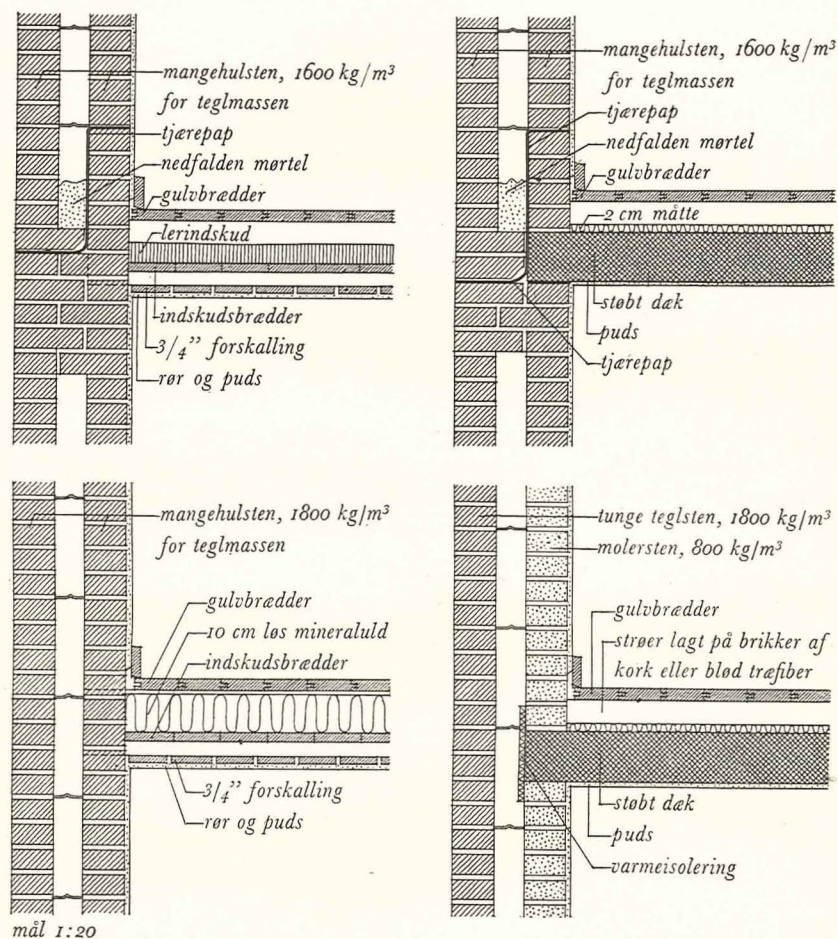 mangehulsten, 1600 kg/m³
for teglmassen
tjærepap
nedfalden mørtel
gulvbrædder
lerindskud
indskudsbrædder
3/4” forskalling
rør og puds
mangehulsten, 1600 kg/m³
for teglmassen
tjærepap
nedfalden mørtel
gulvbrædder
2 cm måtte
støbt dæk
puds
tjærepap
mangehulsten, 1800 kg/m³
for teglmassen
gulvbrædder
10 cm løs mineraluld
indskudsbrædder
3/4” forskalling
rør og puds
tunge teglsten, 1800 kg/m³
molersten, 800 kg/m³
gulvbrædder
strøer lagt på brikker af
kork eller blød træfiber
støbt dæk
puds
varmeisolering
mål 1:20